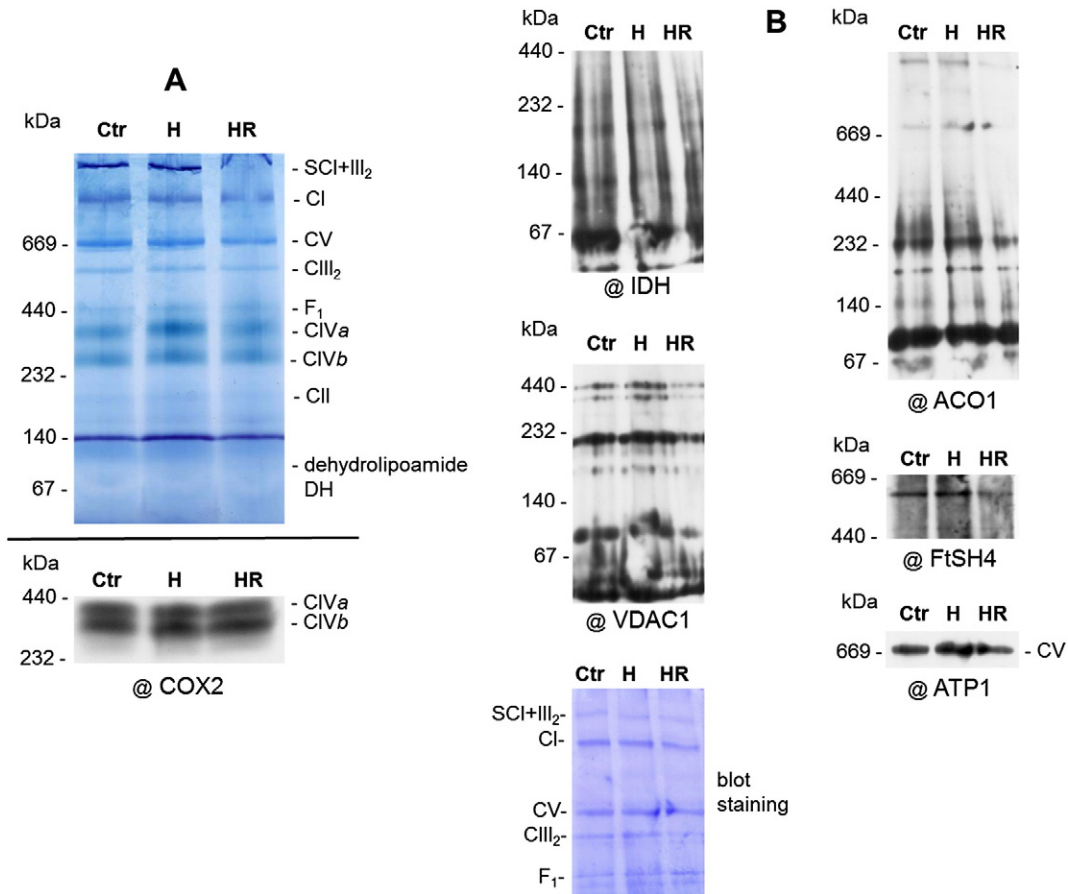 A
kDa
Ctr H HR
- SCI+III₂
- CI
669 - - CV
- CIII₂
440 - - F₁
- CIVa
- CIVb
232 -
- CII
140 -
- dehydrolipoamide
DH
67 -
kDa
Ctr H HR
440 - - CIVa
- CIVb
232 -
@ COX2
kDa
Ctr H HR
440 -
232 -
140 -
67 -
@ IDH
kDa
Ctr H HR
440 -
232 -
140 -
67 -
@ VDAC1
Ctr H HR
SCI+III₂-
CI-
blot
staining
CV-
CIII₂-
F₁-
B
kDa
Ctr H HR
669 -
440 -
232 -
140 -
67 -
@ ACO1
kDa
Ctr H HR
669 -
440 -
@ FtSH4
kDa
Ctr H HR
669 - - CV
@ ATP1